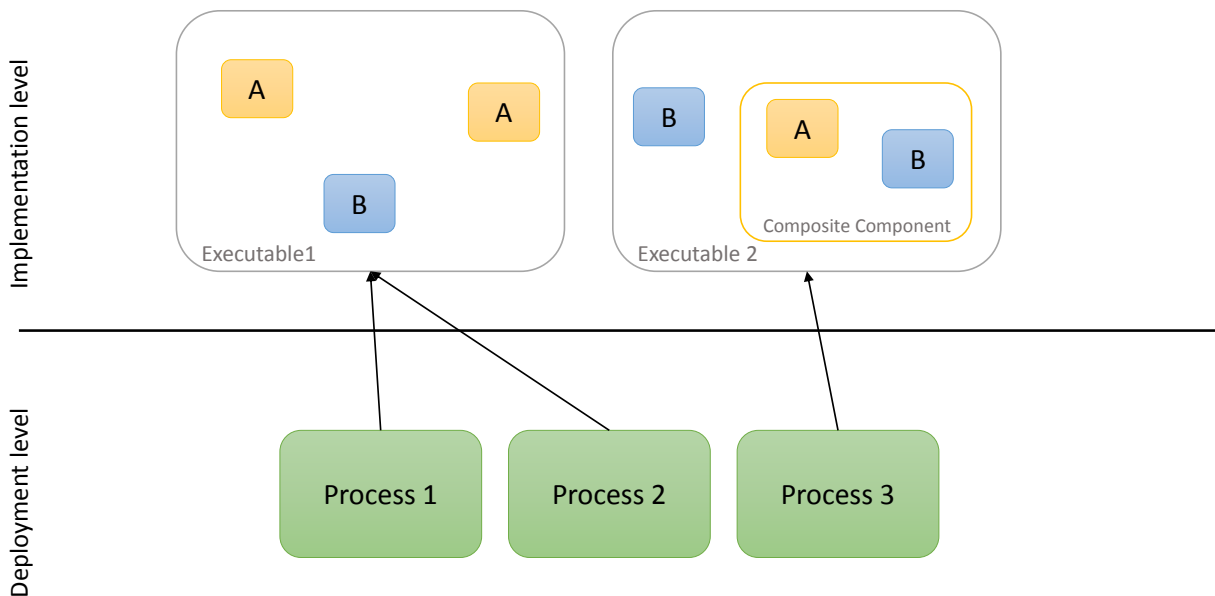 Implementation level
A
A
B
Executable1
B
A
B
Composite Component
Executable 2
Deployment level
Process 1
Process 2
Process 3